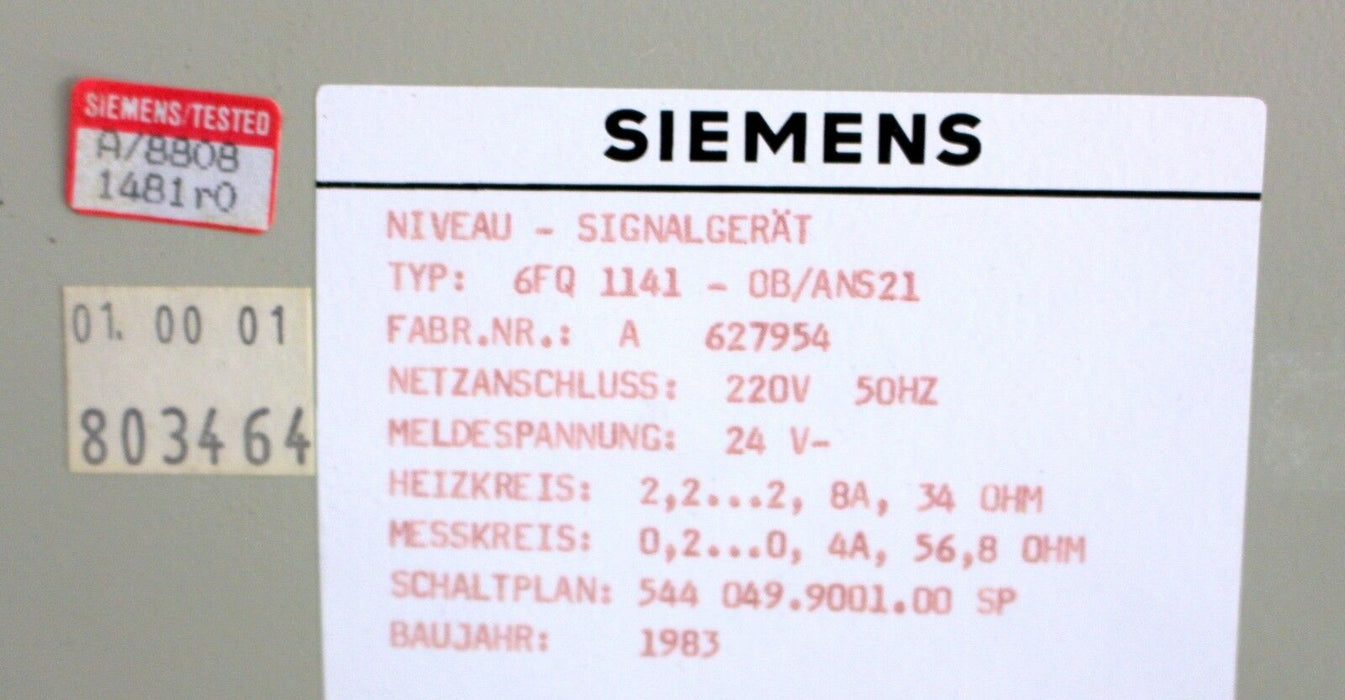 SIEMENS/TESTED
A/8808
1481r0
01. 00 01
803464
SIEMENS
NIVEAU - SIGNALGERÄT
TYP: 6FQ 1141 - 0B/ANS21
FABR.NR.: A 627954
NETZANSCHLUSS: 220V 50HZ
MELDESPANNUNG: 24 V-
HEIZKREIS: 2,2...2, 8A, 34 OHM
MESSKREIS: 0,2...0, 4A, 56,8 OHM
SCHALTPLAN: 544 049.9001.00 SP
BAUJAHR: 1983